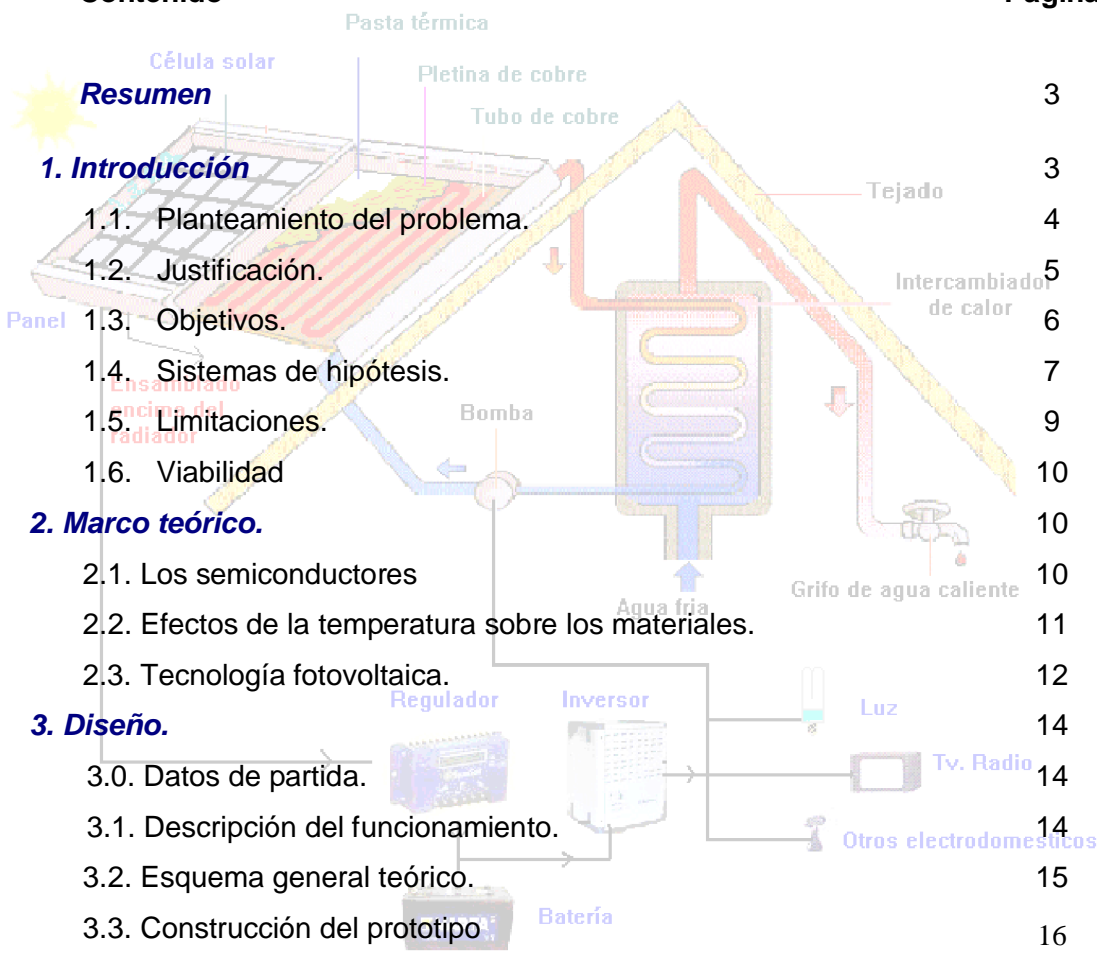 Contenido Página
Pasta térmica
Célula solar
Pletina de cobre
Resumen 3
Tubo de cobre
1. Introducción 3
Tejado
1.1. Planteamiento del problema. 4
1.2. Justificación. 5
Intercambiador
de calor
Panel
1.3. Objetivos. 6
1.4. Sistemas de hipótesis. 7
Ensamblado
encima del
radiador
Bomba
1.5. Limitaciones. 9
1.6. Viabilidad 10
2. Marco teórico. 10
2.1. Los semiconductores 10
Grifo de agua caliente
Agua fria
2.2. Efectos de la temperatura sobre los materiales. 11
2.3. Tecnología fotovoltaica. 12
Regulador
Inversor
Luz
3. Diseño. 14
Tv. Radio
3.0. Datos de partida. 14
3.1. Descripción del funcionamiento. 14
Otros electrodomesticos
3.2. Esquema general teórico. 15
Batería
3.3. Construcción del prototipo 16